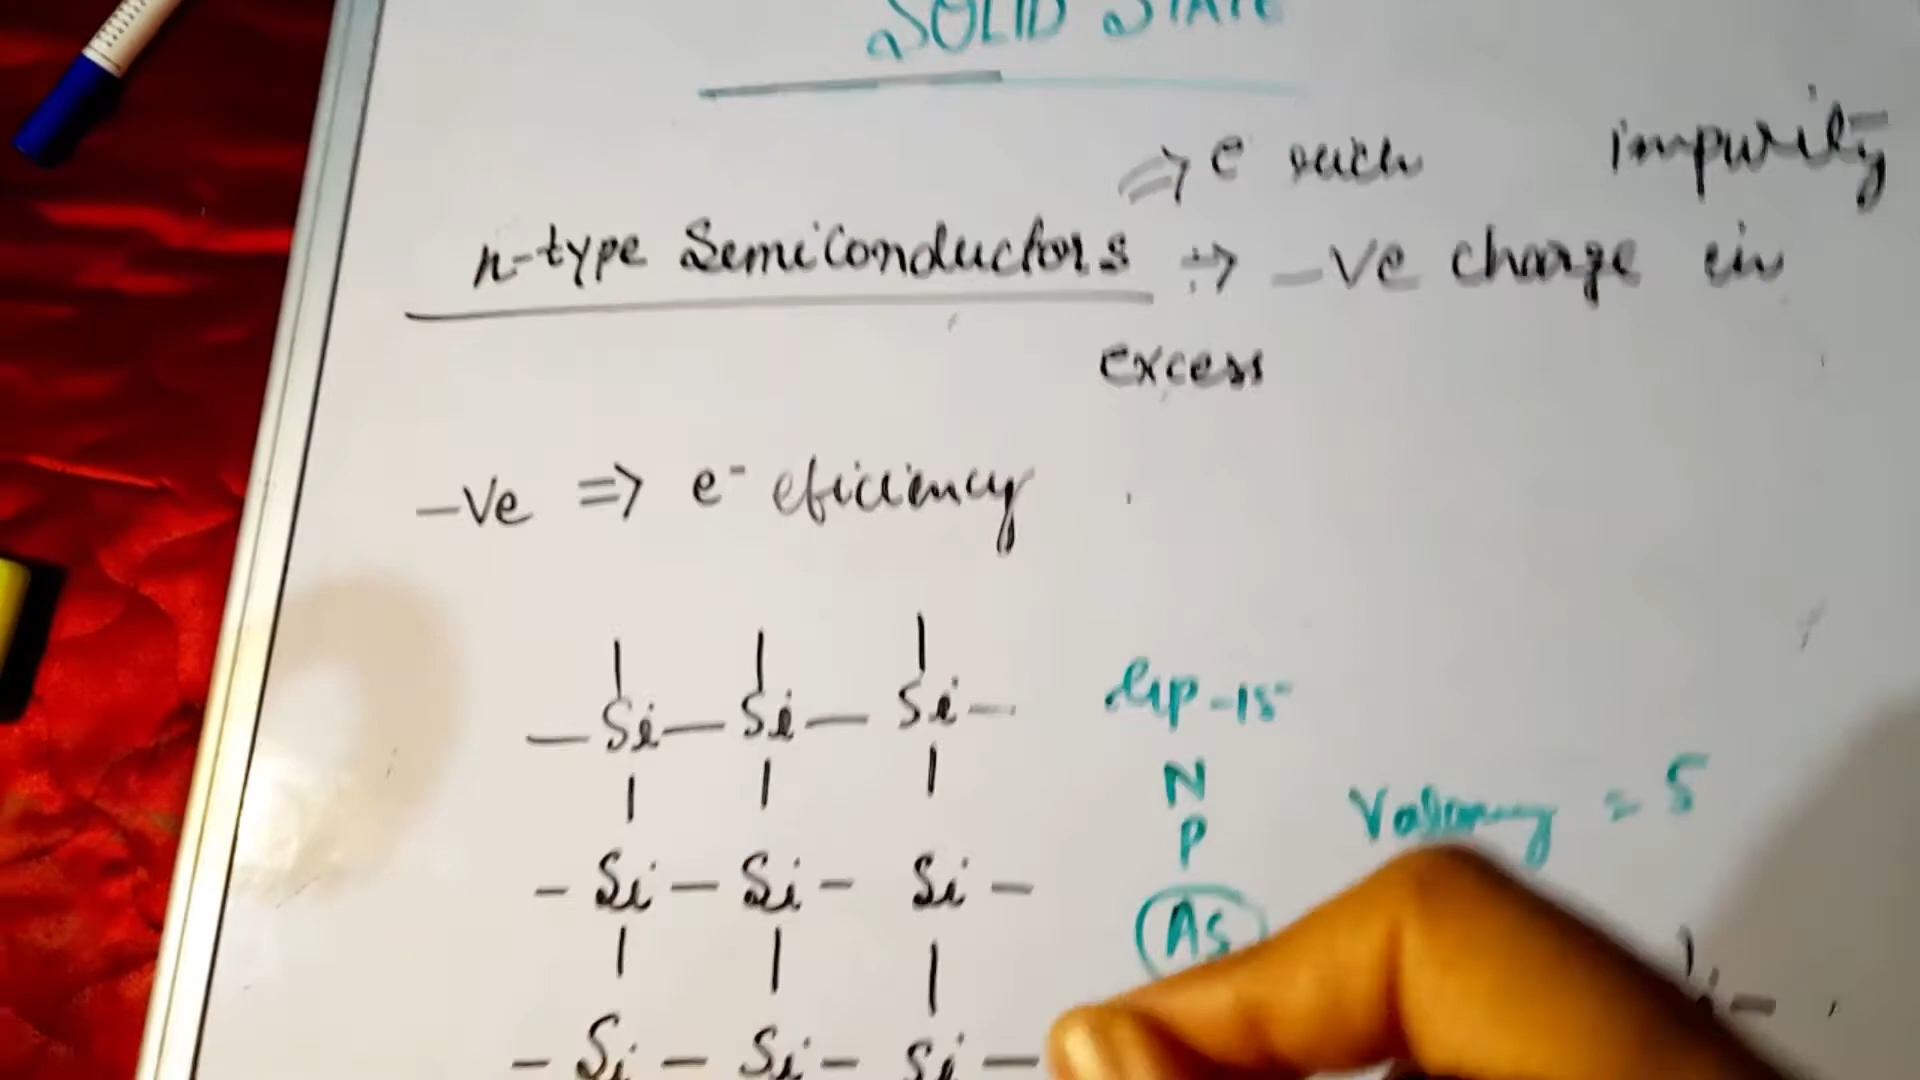 SOLID STATE
⇒ e rich impurity
n-type Semiconductors ⇒ -ve charge in
excess
-ve ⇒ e⁻ eficiency
-Si-Si-Si-
Gp-15
N
Valency = 5
P
-Si-Si-Si-
As
-Si-Si-Si-